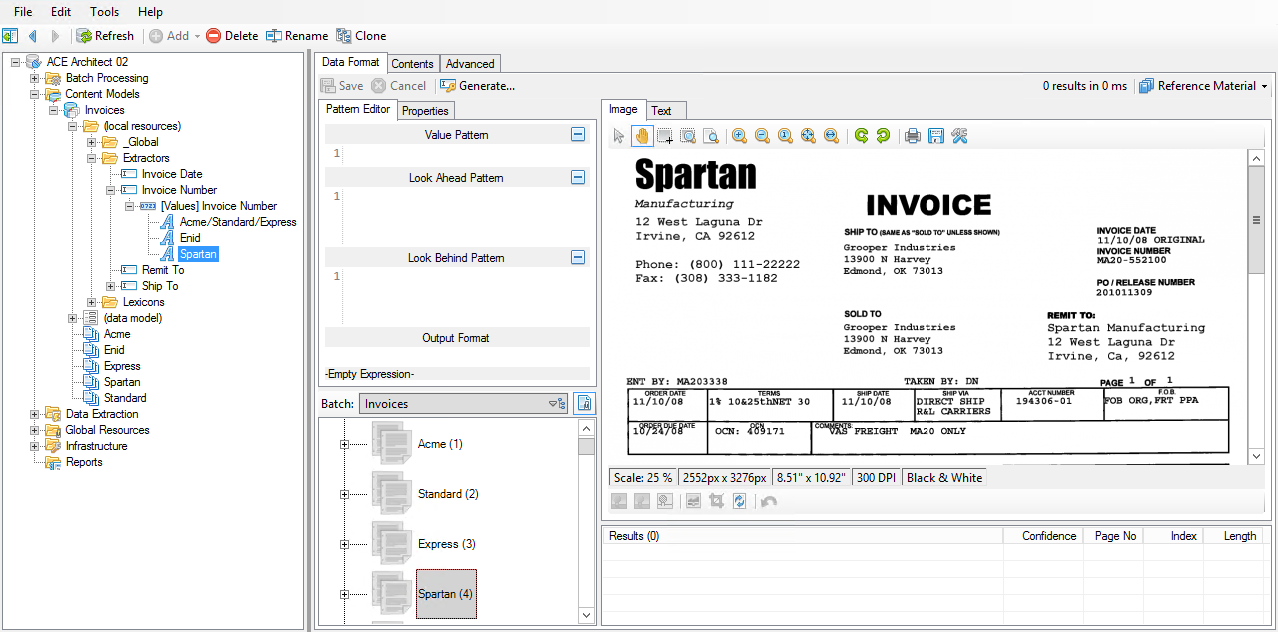 File Edit Tools Help
Refresh Add Delete Rename Clone
ACE Architect 02
Batch Processing
Content Models
Invoices
(local resources)
_Global
Extractors
Invoice Date
Invoice Number
[Values] Invoice Number
Acme/Standard/Express
Enid
Spartan
Remit To
Ship To
Lexicons
(data model)
Acme
Enid
Express
Spartan
Standard
Data Extraction
Global Resources
Infrastructure
Reports
Data Format Contents Advanced
Save Cancel Generate... 0 results in 0 ms Reference Material
Pattern Editor Properties
Value Pattern
1
Look Ahead Pattern
1
Look Behind Pattern
1
Output Format
-Empty Expression-
Batch: Invoices
Acme (1)
Standard (2)
Express (3)
Spartan (4)
Image Text
Spartan
Manufacturing
12 West Laguna Dr
Irvine, CA 92612
Phone: (800) 111-22222
Fax: (308) 333-1182
INVOICE
SHIP TO (SAME AS "SOLD TO" UNLESS SHOWN)
Grooper Industries
13900 N Harvey
Edmond, OK 73013
INVOICE DATE
11/10/08 ORIGINAL
INVOICE NUMBER
MA20-552100
PO / RELEASE NUMBER
201011309
SOLD TO
Grooper Industries
13900 N Harvey
Edmond, OK 73013
REMIT TO:
Spartan Manufacturing
12 West Laguna Dr
Irvine, Ca, 92612
ENT BY: MA203338 TAKEN BY: DN PAGE 1 OF 1
ORDER DATE TERMS SHIP DATE SHIP VIA ACCT NUMBER F.O.B.
11/10/08 1% 10&25thNET 30 11/10/08 DIRECT SHIP 194306-01 FOB ORG,FRT PPA
R&L CARRIERS
ORDER DUE DATE OCN COMMENTS
10/24/08 OCN: 409171 VAS FREIGHT MA20 ONLY
Scale: 25 % 2552px x 3276px 8.51" x 10.92" 300 DPI Black & White
Results (0) Confidence Page No Index Length